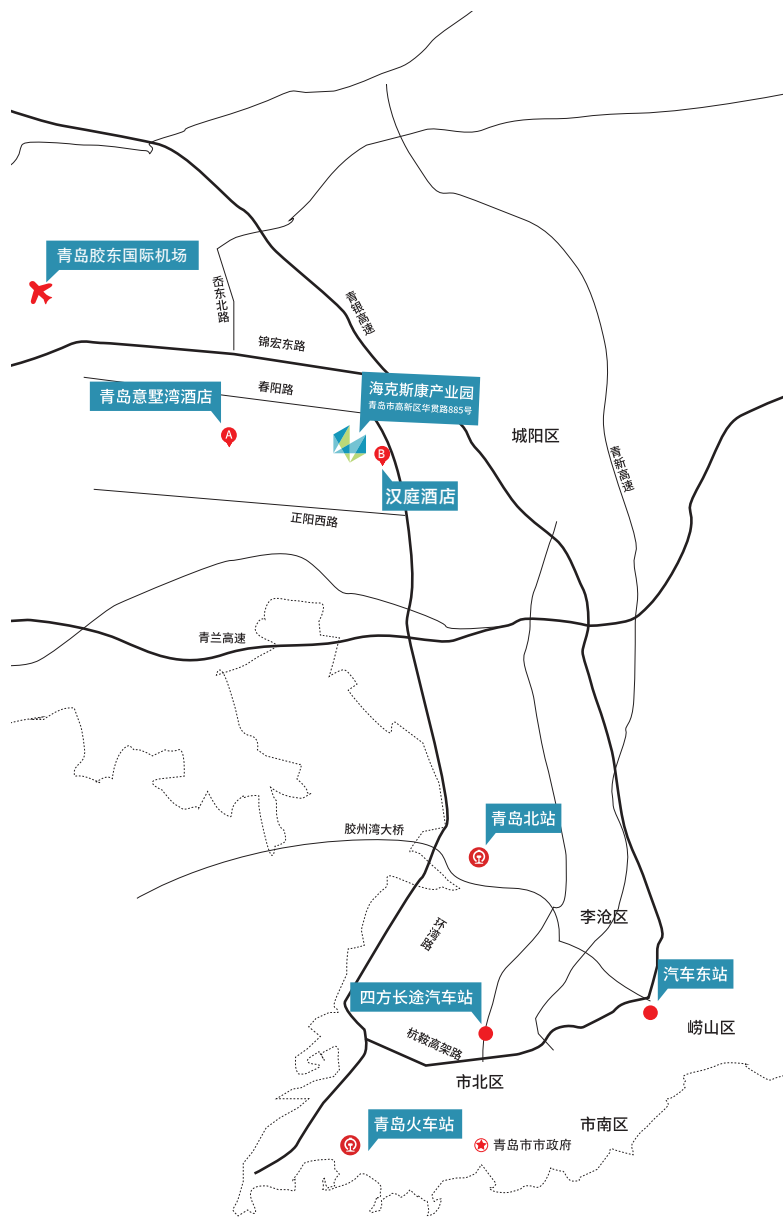 青岛胶东国际机场
岙东北路
青银高速
锦宏东路
春阳路
青岛意墅湾酒店
海克斯康产业园
青岛市高新区华贯路885号
A
B
城阳区
青新高速
汉庭酒店
正阳西路
青兰高速
青岛北站
胶州湾大桥
李沧区
环湾路
汽车东站
四方长途汽车站
崂山区
杭鞍高架路
市北区
青岛火车站
市南区
青岛市市政府